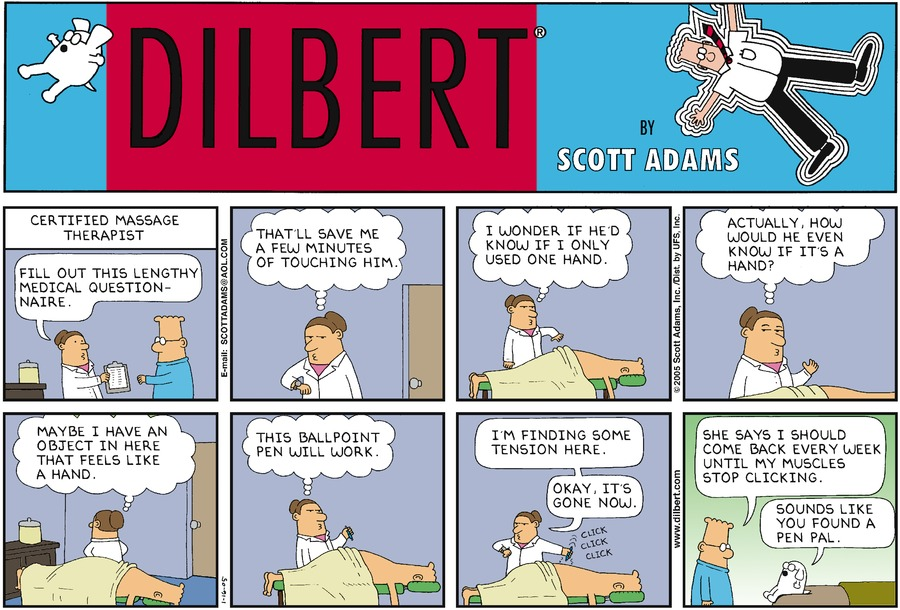 DILBERT®
BY
SCOTT ADAMS
CERTIFIED MASSAGE
THERAPIST
FILL OUT THIS LENGTHY
MEDICAL QUESTION-
NAIRE.
E-mail: SCOTTADAMS@AOL.COM
THAT'LL SAVE ME
A FEW MINUTES
OF TOUCHING HIM.
I WONDER IF HE'D
KNOW IF I ONLY
USED ONE HAND.
© 2005 Scott Adams, Inc./Dist. by UFS, Inc.
ACTUALLY, HOW
WOULD HE EVEN
KNOW IF IT'S A
HAND?
MAYBE I HAVE AN
OBJECT IN HERE
THAT FEELS LIKE
A HAND.
1-16-05
THIS BALLPOINT
PEN WILL WORK.
I'M FINDING SOME
TENSION HERE.
OKAY, IT'S
GONE NOW.
CLICK
CLICK
CLICK
www.dilbert.com
SHE SAYS I SHOULD
COME BACK EVERY WEEK
UNTIL MY MUSCLES
STOP CLICKING.
SOUNDS LIKE
YOU FOUND A
PEN PAL.